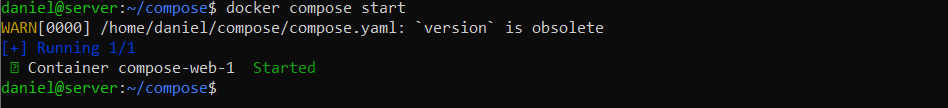 daniel@server:~/compose$ docker compose start
WARN[0000] /home/daniel/compose/compose.yaml: `version` is obsolete
[+] Running 1/1
Container compose-web-1  Started
daniel@server:~/compose$